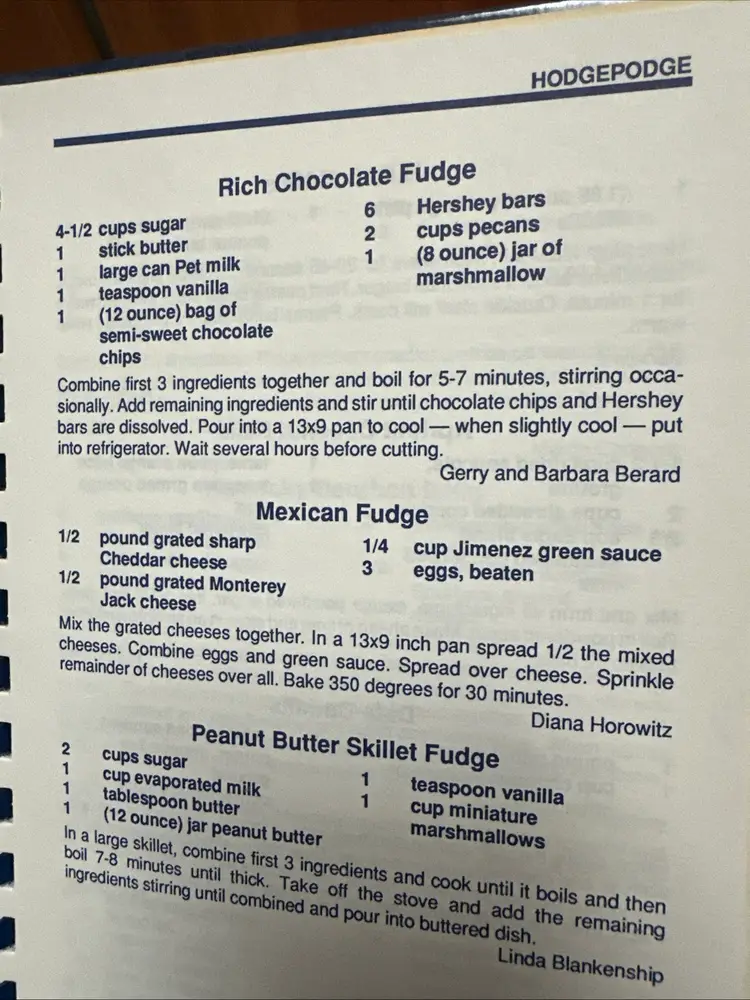 HODGEPODGE
Rich Chocolate Fudge
4-1/2 cups sugar
1 stick butter
1 large can Pet milk
1 teaspoon vanilla
1 (12 ounce) bag of
semi-sweet chocolate
chips
6 Hershey bars
2 cups pecans
1 (8 ounce) jar of
marshmallow
Combine first 3 ingredients together and boil for 5-7 minutes, stirring occa-
sionally. Add remaining ingredients and stir until chocolate chips and Hershey
bars are dissolved. Pour into a 13x9 pan to cool — when slightly cool — put
into refrigerator. Wait several hours before cutting.
Gerry and Barbara Berard
Mexican Fudge
1/2 pound grated sharp
Cheddar cheese
1/2 pound grated Monterey
Jack cheese
1/4 cup Jimenez green sauce
3 eggs, beaten
Mix the grated cheeses together. In a 13x9 inch pan spread 1/2 the mixed
cheeses. Combine eggs and green sauce. Spread over cheese. Sprinkle
remainder of cheeses over all. Bake 350 degrees for 30 minutes.
Diana Horowitz
Peanut Butter Skillet Fudge
2 cups sugar
1 cup evaporated milk
1 tablespoon butter
1 (12 ounce) jar peanut butter
1 teaspoon vanilla
1 cup miniature
marshmallows
In a large skillet, combine first 3 ingredients and cook until it boils and then
boil 7-8 minutes until thick. Take off the stove and add the remaining
ingredients stirring until combined and pour into buttered dish.
Linda Blankenship